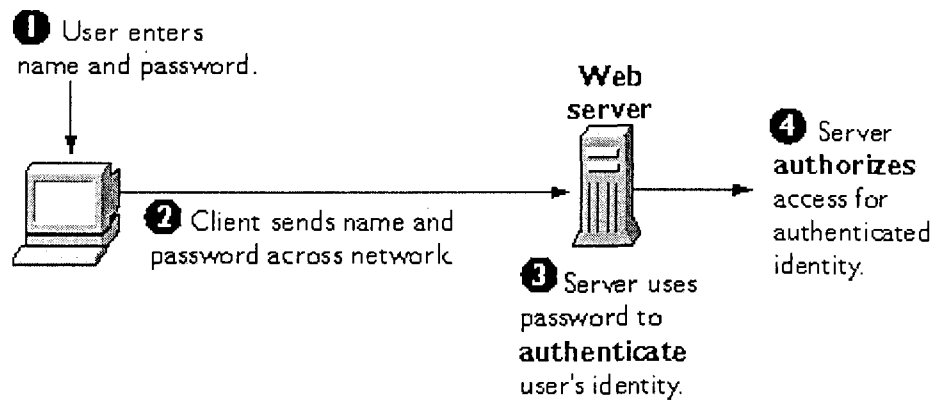 1 User enters
name and password.
2 Client sends name and
password across network
Web
server
3 Server uses
password to
authenticate
user's identity.
4 Server
authorizes
access for
authenticated
identity.